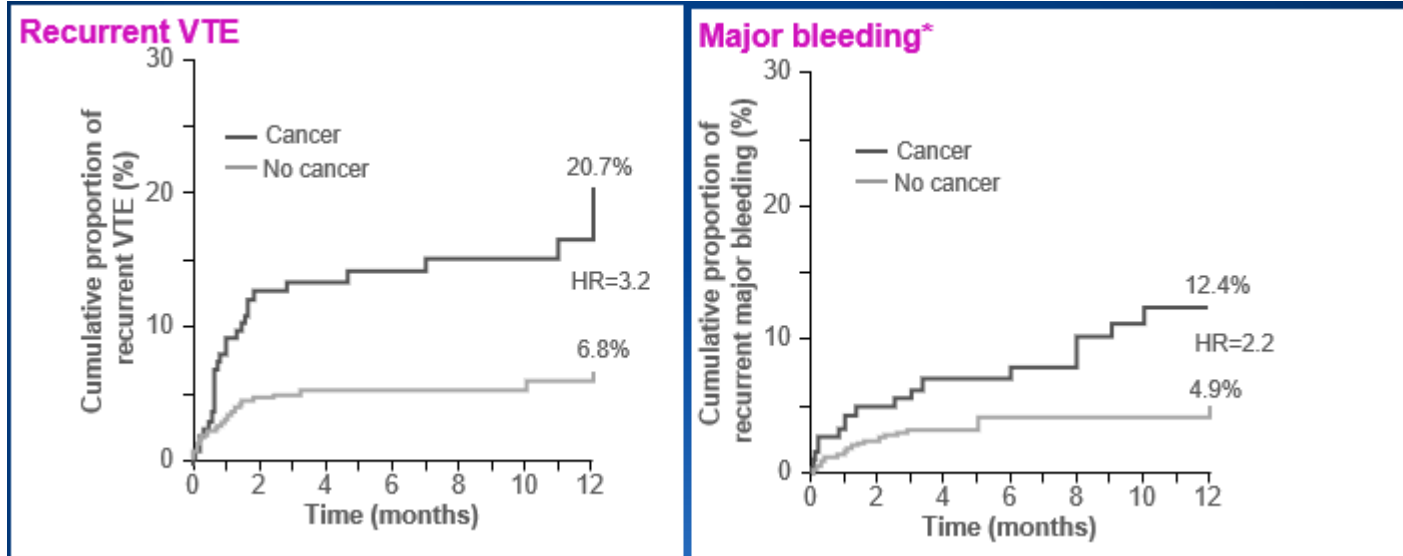 Recurrent VTE
Cumulative proportion of
recurrent VTE (%)
30
20
10
0
Cancer
No cancer
20.7%
HR=3.2
6.8%
0 2 4 6 8 10 12
Time (months)
Major bleeding*
Cumulative proportion of
recurrent major bleeding (%)
30
20
10
0
Cancer
No cancer
12.4%
HR=2.2
4.9%
0 2 4 6 8 10 12
Time (months)